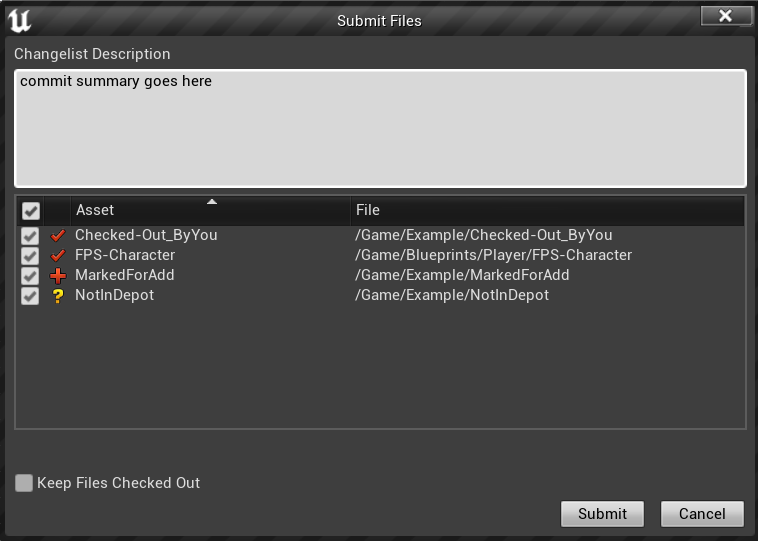 Submit Files
Changelist Description
commit summary goes here
Asset File
Checked-Out_ByYou /Game/Example/Checked-Out_ByYou
FPS-Character /Game/Blueprints/Player/FPS-Character
MarkedForAdd /Game/Example/MarkedForAdd
? NotInDepot /Game/Example/NotInDepot
Keep Files Checked Out
Submit Cancel